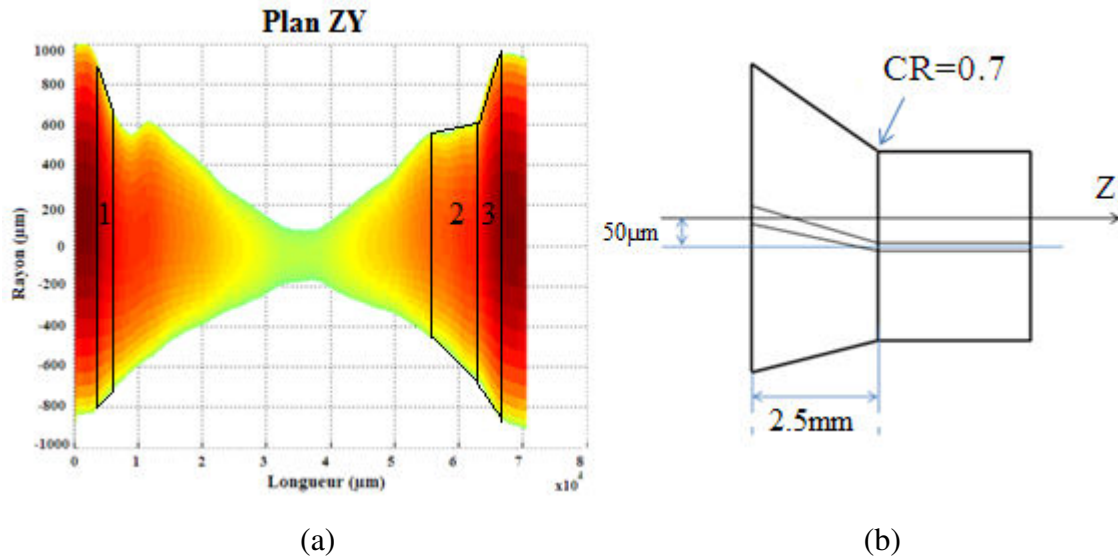 Plan ZY
1000
800
600
400
200
0
-200
-400
-600
-800
-1000
Rayon (µm)
1
2
3
0
1
2
3
4
5
6
7
8
Longueur (µm)
x10⁴
CR=0.7
Z
50µm
2.5mm
(a)
(b)